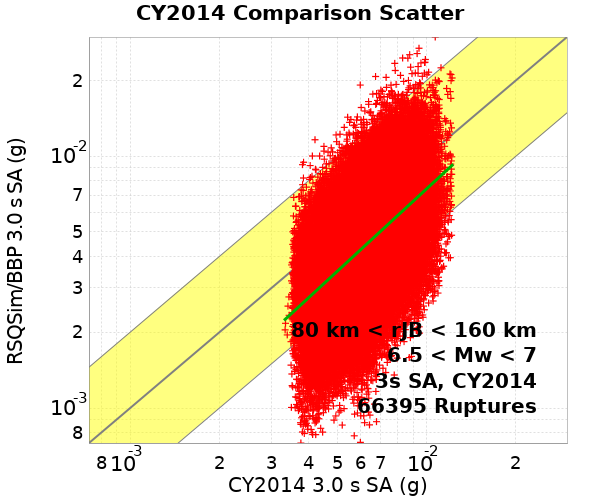 CY2014 Comparison Scatter
RSQSim/BBP 3.0 s SA (g)
2
10-2
7
5
4
3
2
10-3
8
80 km < rJB < 160 km
6.5 < Mw < 7
3s SA, CY2014
66395 Ruptures
8 10-3 2 3 4 5 6 7 10-2 2
CY2014 3.0 s SA (g)